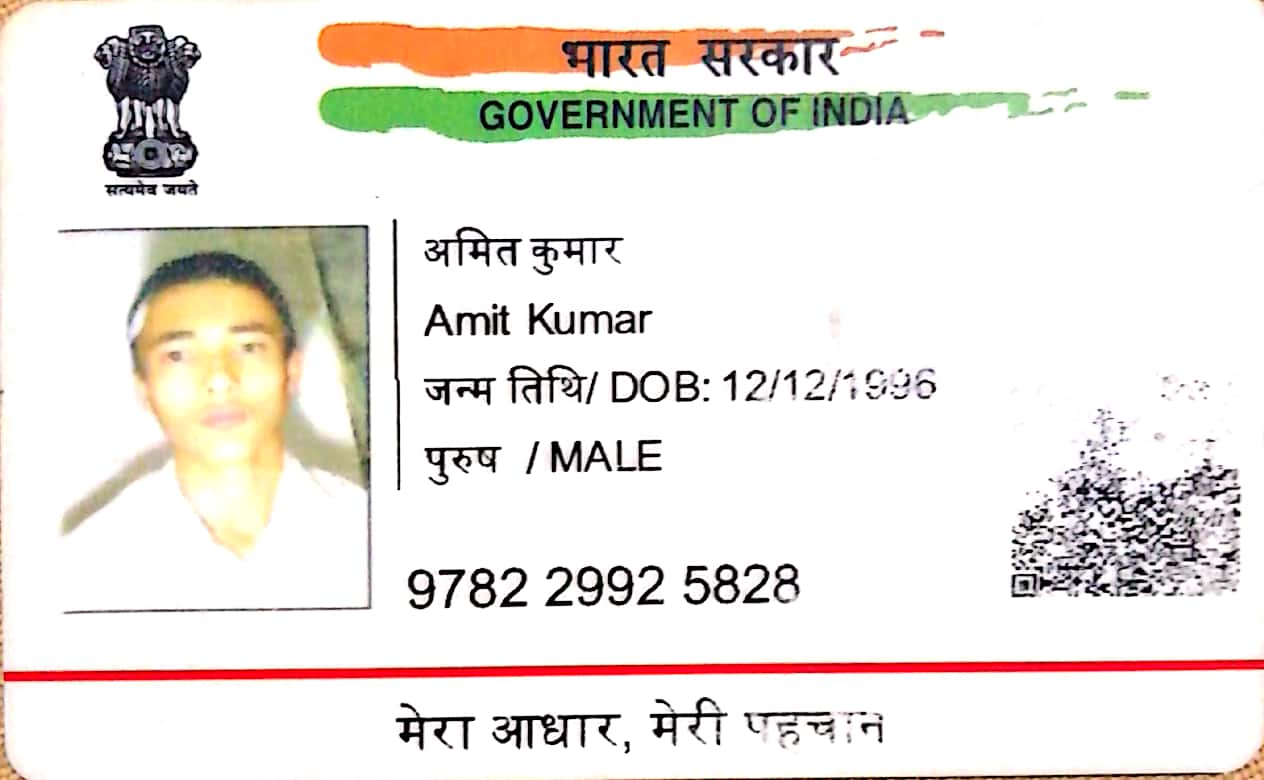 भारत सरकार
GOVERNMENT OF INDIA
सत्यमेव जयते
अमित कुमार
Amit Kumar
जन्म तिथि/ DOB: 12/12/1996
पुरुष / MALE
9782 2992 5828
मेरा आधार, मेरी पहचान